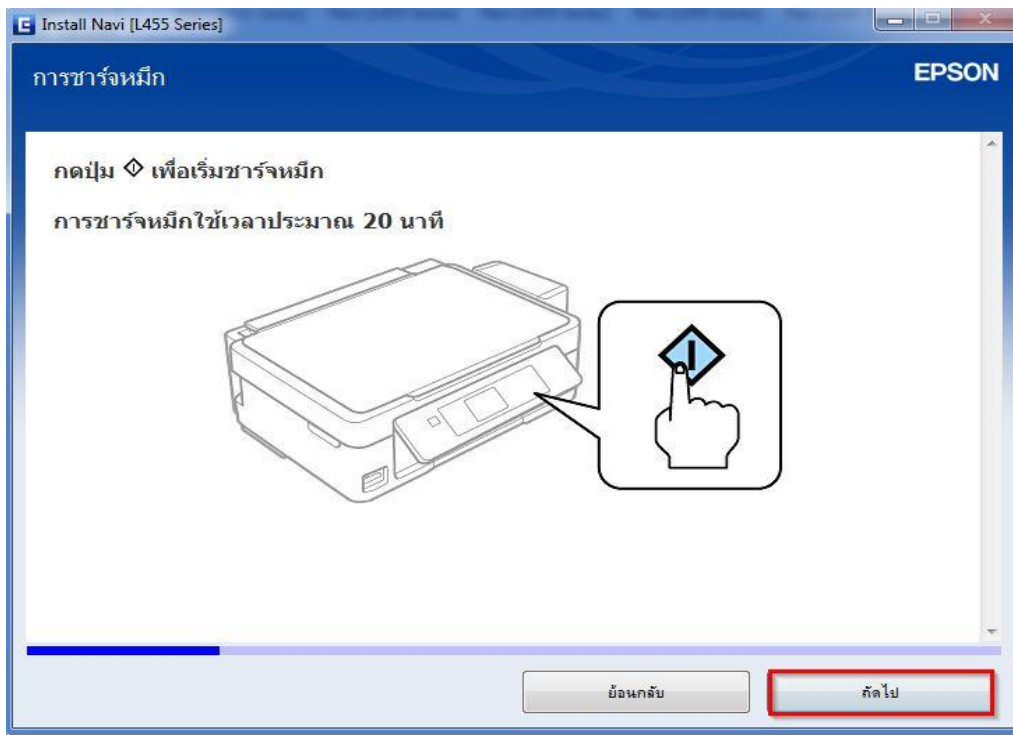 Install Navi [L455 Series]
การชาร์จหมึก
EPSON
กดปุ่ม เพื่อเริ่มชาร์จหมึก
การชาร์จหมึกใช้เวลาประมาณ 20 นาที
ย้อนกลับ
ถัดไป